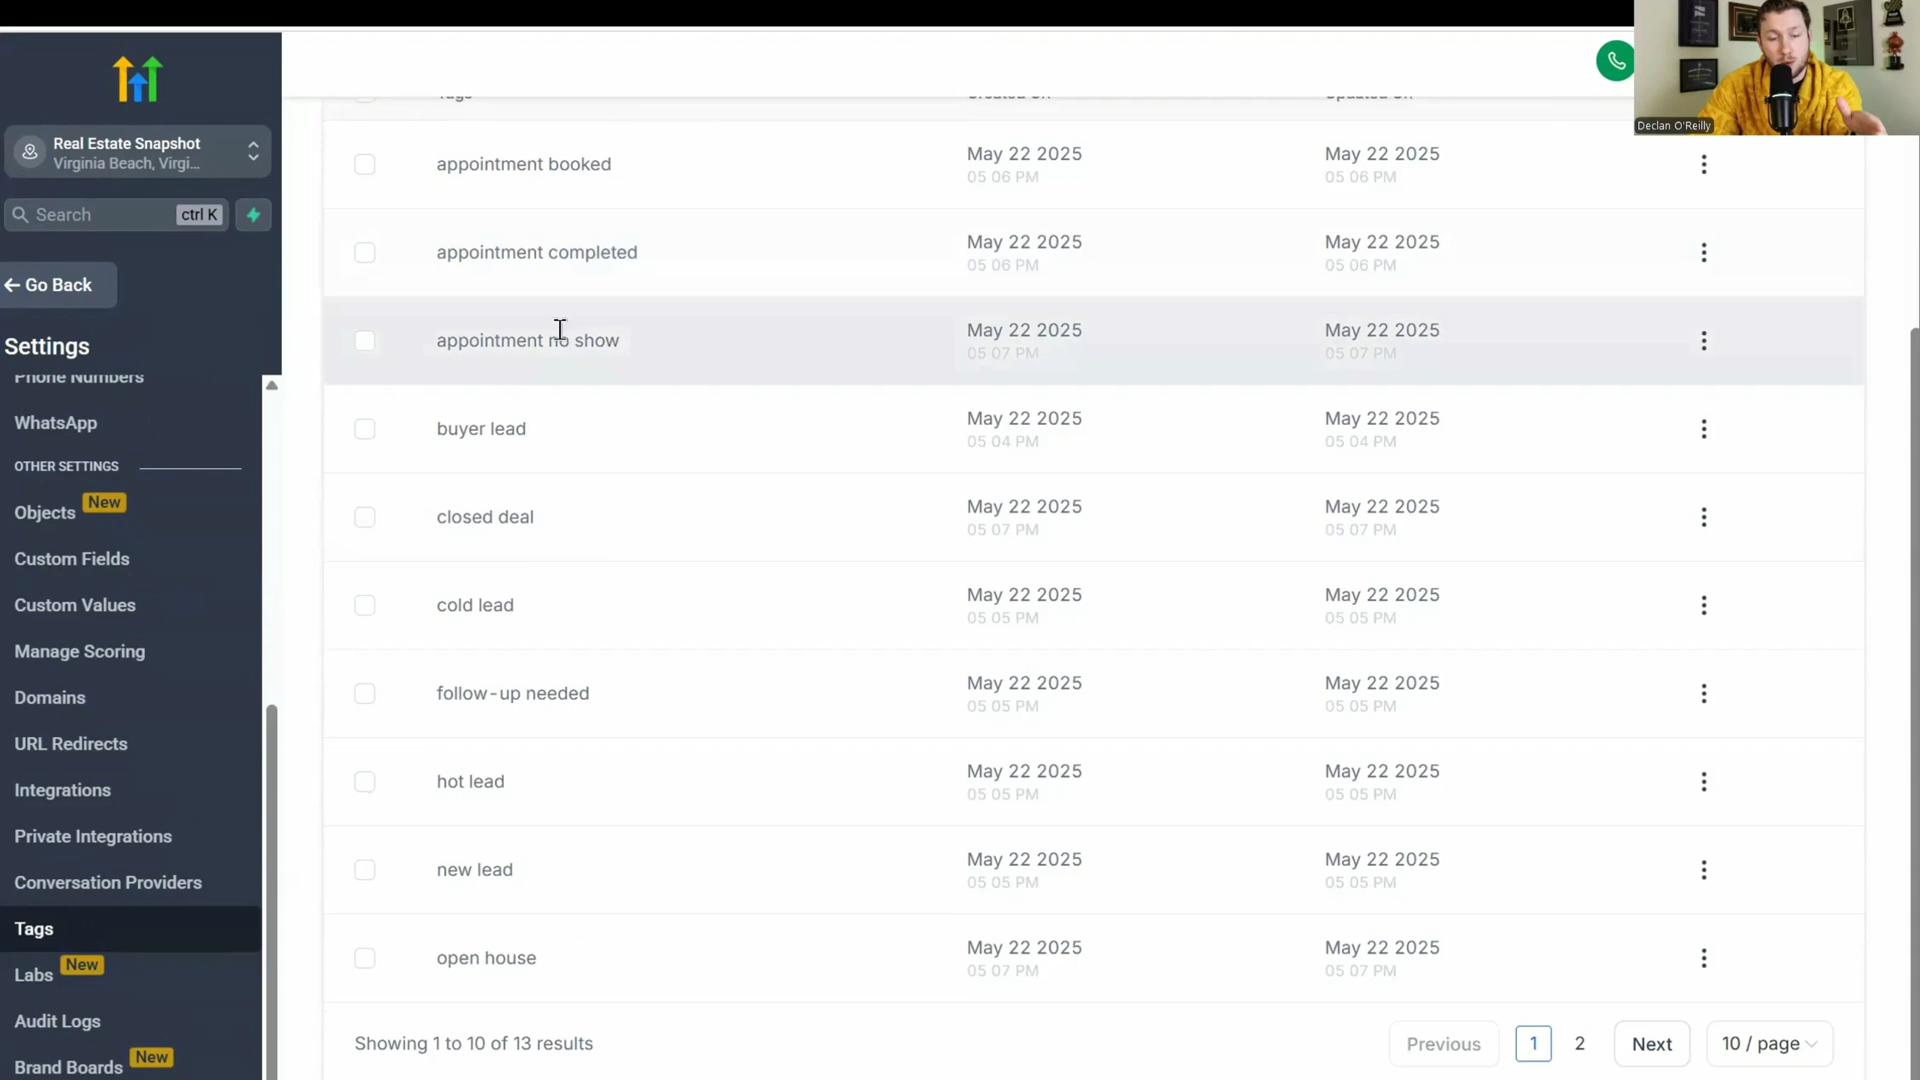 Declan O'Reilly
Real Estate Snapshot
Virginia Beach, Virgi...
Search ctrl K
Go Back
Settings
Phone Numbers
WhatsApp
OTHER SETTINGS
Objects New
Custom Fields
Custom Values
Manage Scoring
Domains
URL Redirects
Integrations
Private Integrations
Conversation Providers
Tags
Labs New
Audit Logs
Brand Boards New
Tags Created On Updated On
appointment booked May 22 2025 May 22 2025
05 06 PM 05 06 PM
appointment completed May 22 2025 May 22 2025
05 06 PM 05 06 PM
appointment no show May 22 2025 May 22 2025
05 07 PM 05 07 PM
buyer lead May 22 2025 May 22 2025
05 04 PM 05 04 PM
closed deal May 22 2025 May 22 2025
05 07 PM 05 07 PM
cold lead May 22 2025 May 22 2025
05 05 PM 05 05 PM
follow-up needed May 22 2025 May 22 2025
05 05 PM 05 05 PM
hot lead May 22 2025 May 22 2025
05 05 PM 05 05 PM
new lead May 22 2025 May 22 2025
05 05 PM 05 05 PM
open house May 22 2025 May 22 2025
05 07 PM 05 07 PM
Showing 1 to 10 of 13 results
Previous 1 2 Next 10 / page